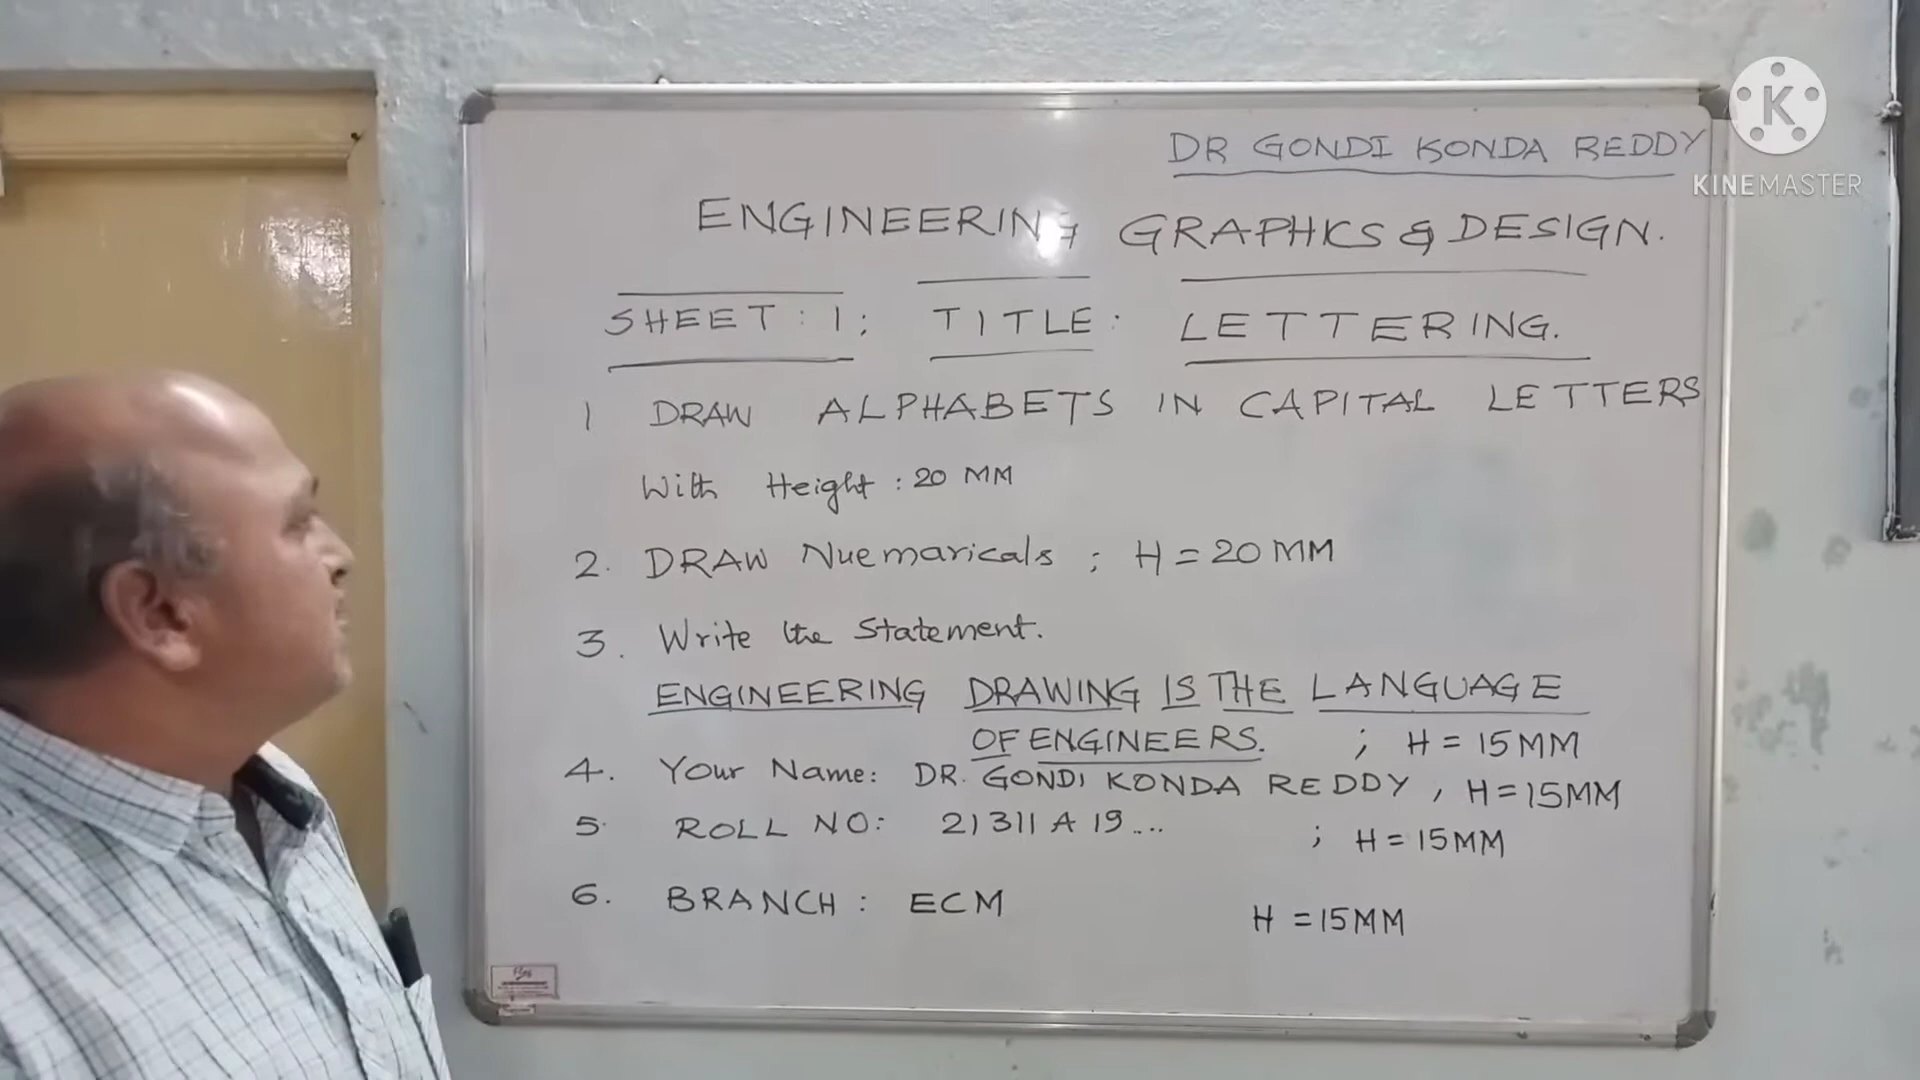 DR GONDI KONDA REDDY
KINEMASTER
ENGINEERING GRAPHICS & DESIGN.
SHEET : 1 ; TITLE : LETTERING.
1 DRAW ALPHABETS IN CAPITAL LETTERS
With Height : 20 MM
2. DRAW Nuemaricals ; H = 20 MM
3. Write the Statement.
ENGINEERING DRAWING IS THE LANGUAGE
OF ENGINEERS. ; H = 15 MM
4. Your Name: DR. GONDI KONDA REDDY , H = 15MM
5. ROLL NO: 21311A19.... ; H = 15MM
6. BRANCH : ECM H = 15MM